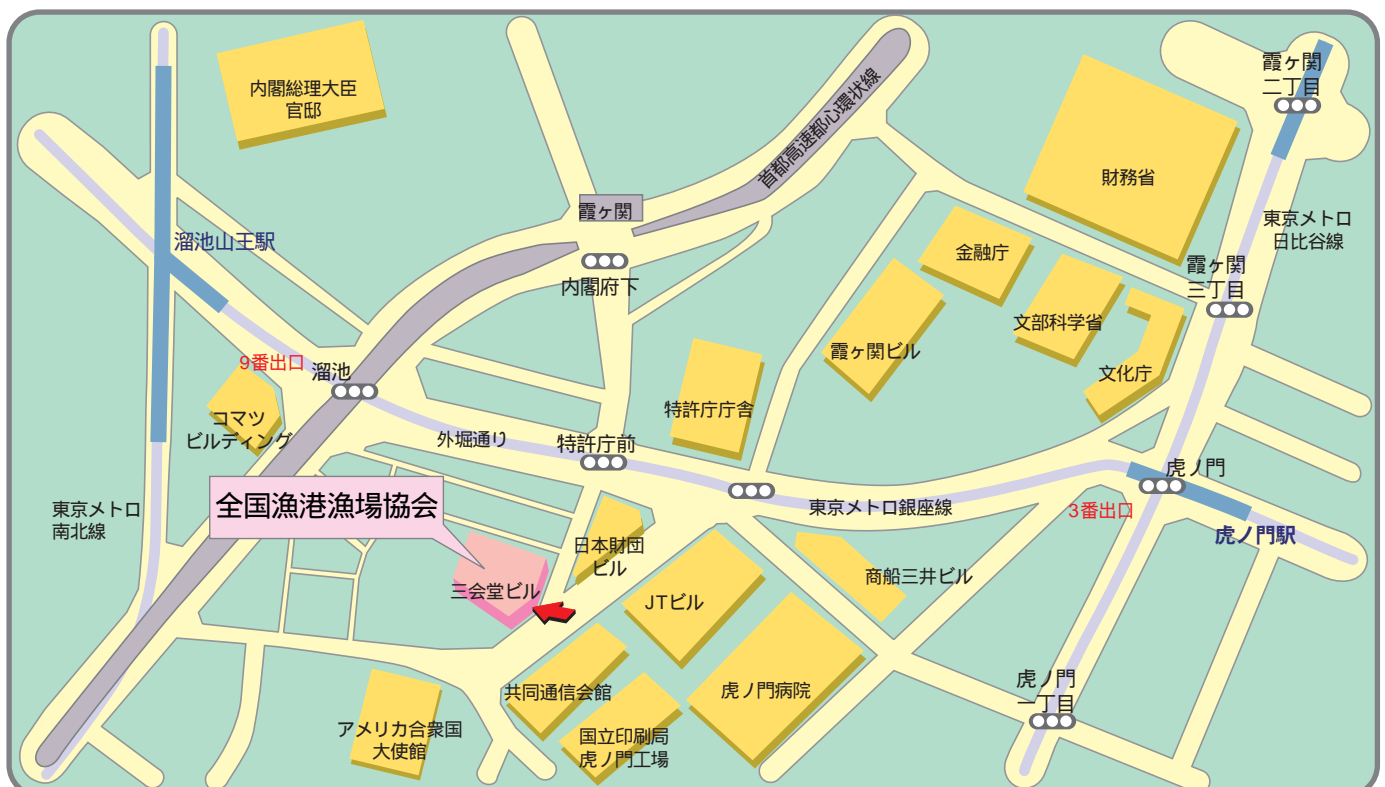 内閣総理大臣
官邸
首都高速都心環状線
霞ヶ関
二丁目
財務省
霞ヶ関
東京メトロ
日比谷線
溜池山王駅
金融庁
霞ヶ関
三丁目
内閣府下
文部科学省
霞ヶ関ビル
9番出口
溜池
文化庁
コマツ
ビルディング
特許庁庁舎
外堀通り
特許庁前
虎ノ門
全国漁港漁場協会
東京メトロ銀座線
3番出口
東京メトロ
南北線
虎ノ門駅
日本財団
ビル
商船三井ビル
三会堂ビル
JTビル
共同通信会館
虎ノ門病院
虎ノ門
一丁目
アメリカ合衆国
大使館
国立印刷局
虎ノ門工場